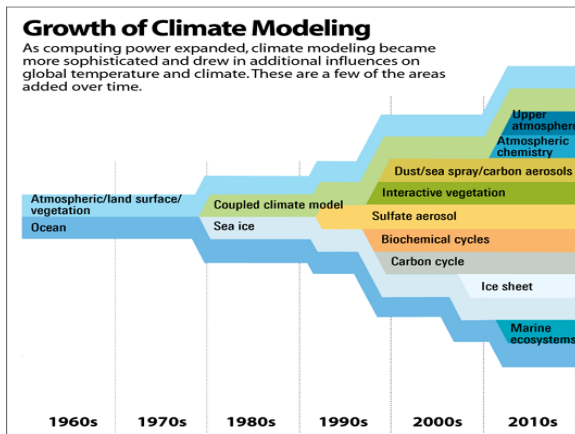 Growth of Climate Modeling
As computing power expanded, climate modeling became
more sophisticated and drew in additional influences on
global temperature and climate. These are a few of the areas
added over time.
Upper
atmosphere
Atmospheric
chemistry
Dust/sea spray/carbon aerosols
Interactive vegetation
Atmospheric/land surface/
vegetation
Coupled climate model
Sulfate aerosol
Ocean
Sea ice
Biochemical cycles
Carbon cycle
Ice sheet
Marine
ecosystems
1960s 1970s 1980s 1990s 2000s 2010s